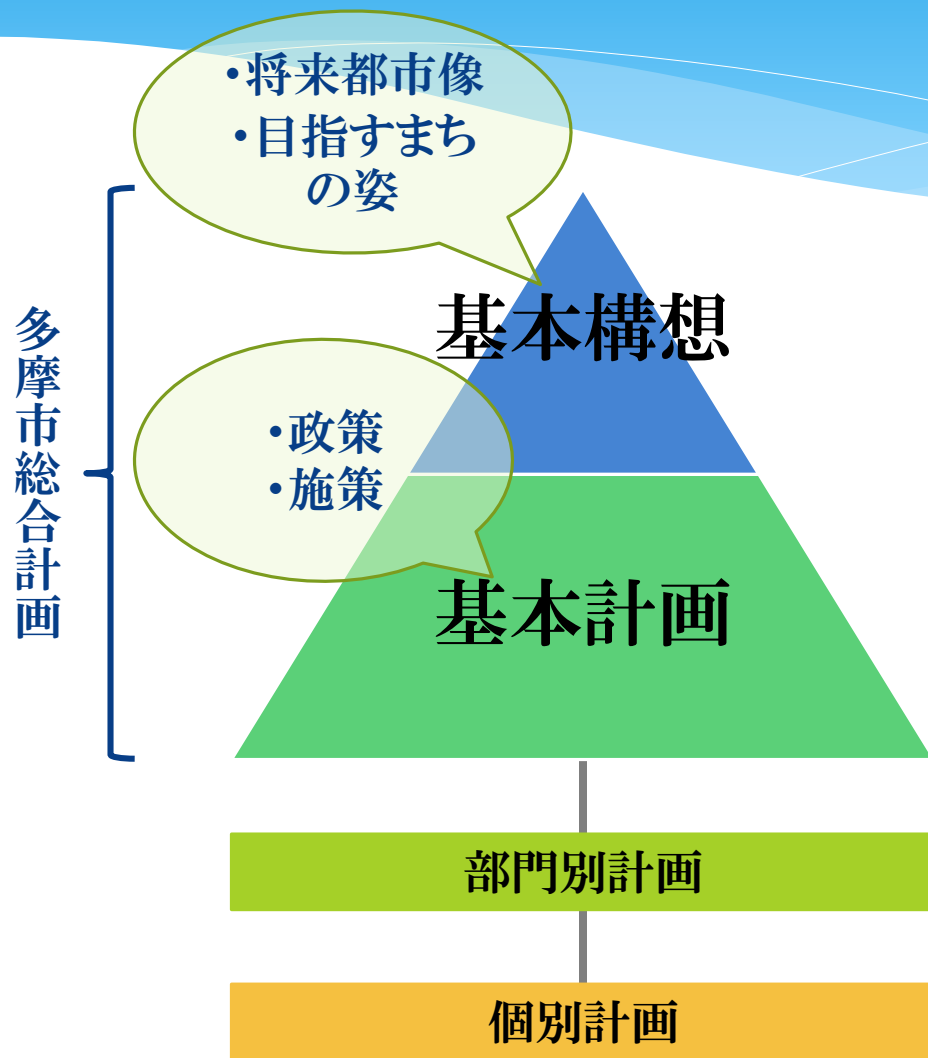 ・将来都市像
・目指すまち
の姿
基本構想
多摩市総合計画
・政策
・施策
基本計画
部門別計画
個別計画